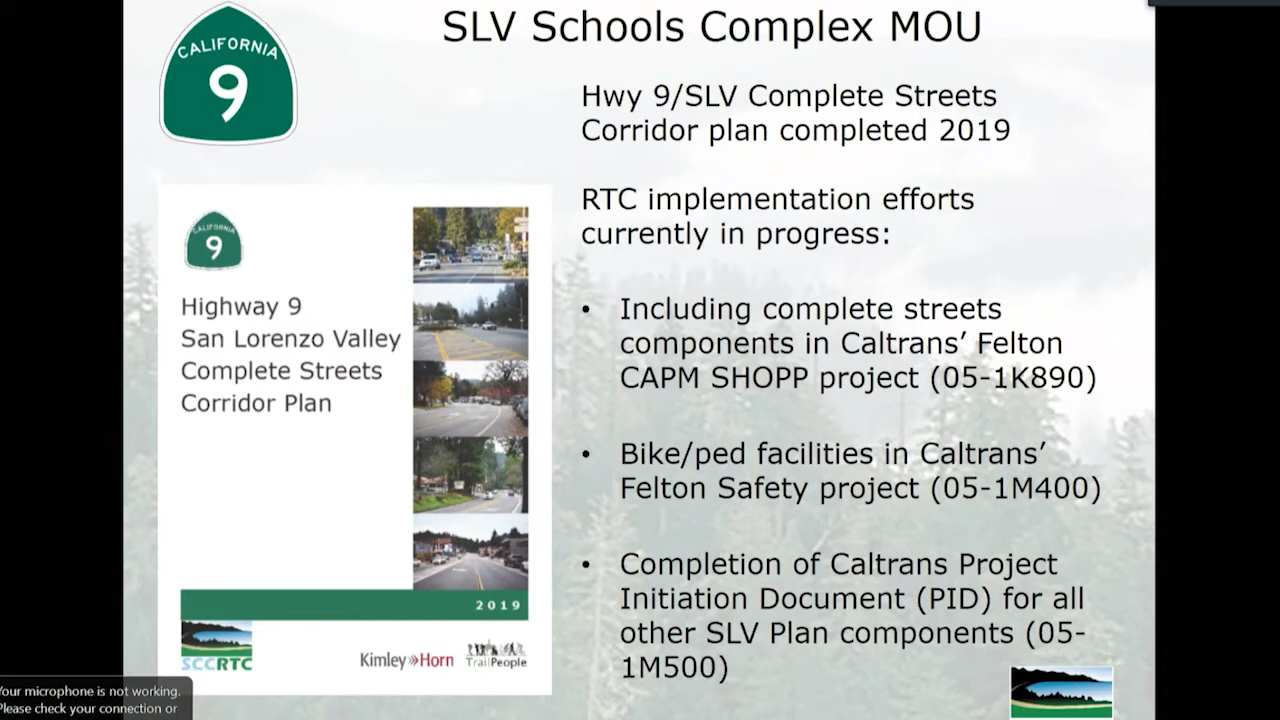 SLV Schools Complex MOU
CALIFORNIA
9
Hwy 9/SLV Complete Streets
Corridor plan completed 2019
RTC implementation efforts
currently in progress:
• Including complete streets
components in Caltrans’ Felton
CAPM SHOPP project (05-1K890)
• Bike/ped facilities in Caltrans’
Felton Safety project (05-1M400)
• Completion of Caltrans Project
Initiation Document (PID) for all
other SLV Plan components (05-
1M500)
CALIFORNIA
9
Highway 9
San Lorenzo Valley
Complete Streets
Corridor Plan
2019
SCCRTC
Kimley»Horn
TrailPeople
Your microphone is not working.
Please check your connection or